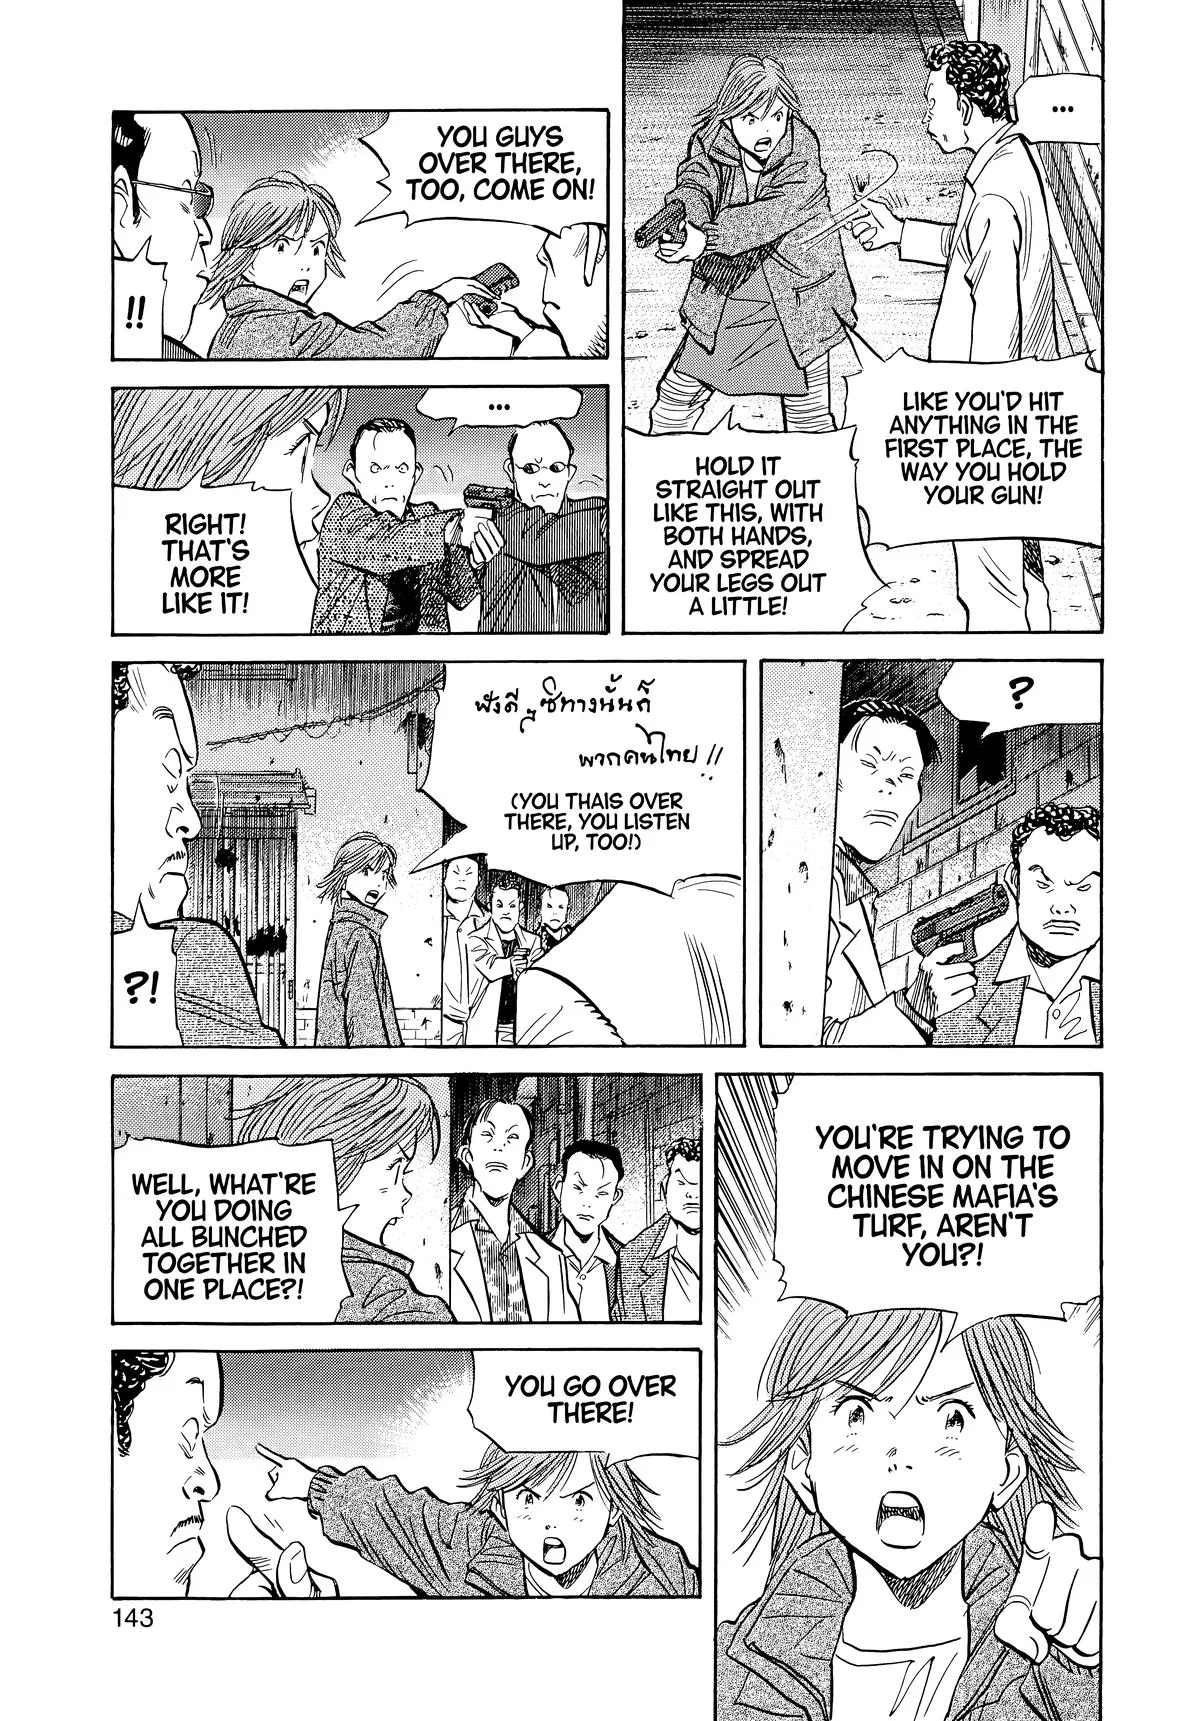 ...
LIKE YOU'D HIT
ANYTHING IN THE
FIRST PLACE, THE
WAY YOU HOLD
YOUR GUN!
HOLD IT
STRAIGHT OUT
LIKE THIS, WITH
BOTH HANDS,
AND SPREAD
YOUR LEGS OUT
A LITTLE!
YOU GUYS
OVER THERE,
TOO, COME ON!
!!
...
RIGHT!
THAT'S
MORE
LIKE IT!
?
ฟังดีๆซิทางนั้นก็
พวกคนไทย!!
(YOU THAIS OVER
THERE, YOU LISTEN
UP, TOO!)
?!
YOU'RE TRYING TO
MOVE IN ON THE
CHINESE MAFIA'S
TURF, AREN'T
YOU?!
WELL, WHAT'RE
YOU DOING
ALL BUNCHED
TOGETHER IN
ONE PLACE?!
YOU GO OVER
THERE!
143